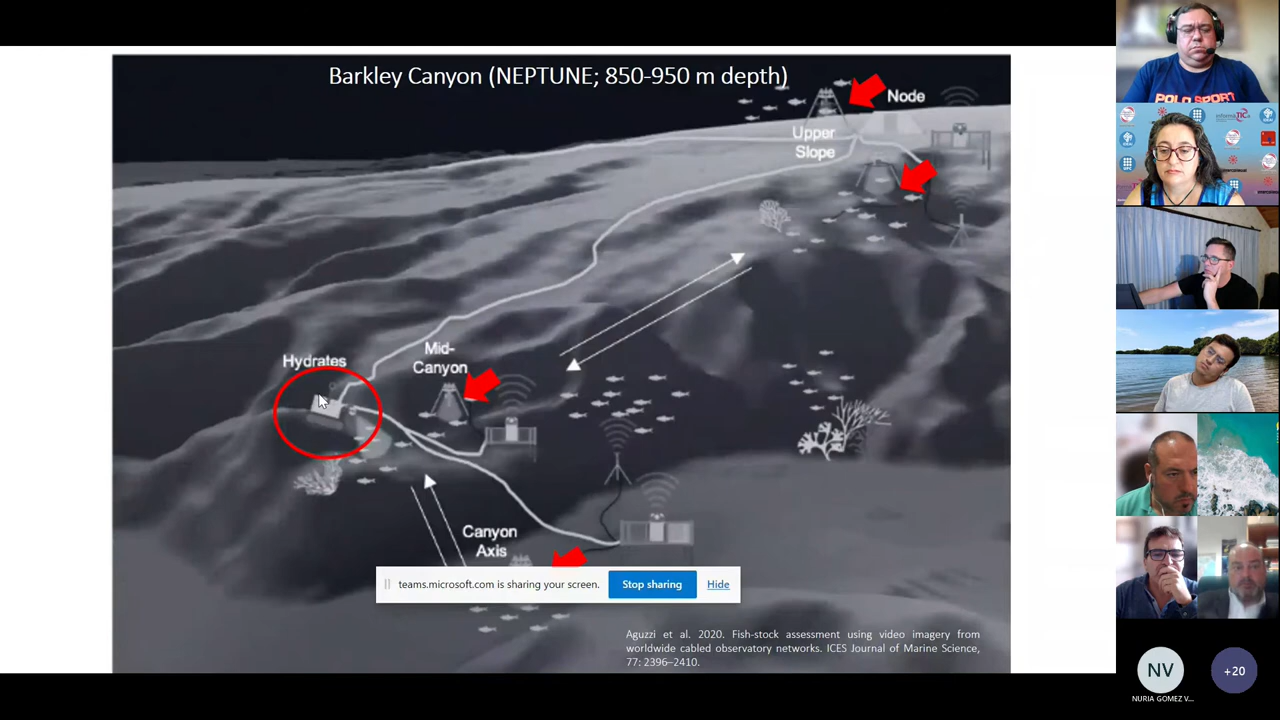 Barkley Canyon (NEPTUNE; 850-950 m depth)
Node
Upper
Slope
Hydrates
Mid-
Canyon
Canyon
Axis
teams.microsoft.com is sharing your screen.
Stop sharing
Hide
Aguzzi et al. 2020. Fish-stock assessment using video imagery from
worldwide cabled observatory networks. ICES Journal of Marine Science,
77: 2396–2410.
POLO SPORT
NV
NURIA GOMEZ V...
+20